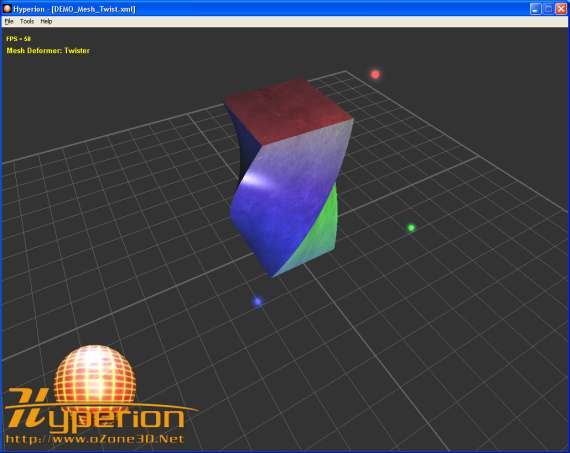 Hyperion - [DEMO_Mesh_Twist.xml]
File Tools Help
FPS = 58
Mesh Deformer: Twister
Hyperion
http://www.oZone3D.Net